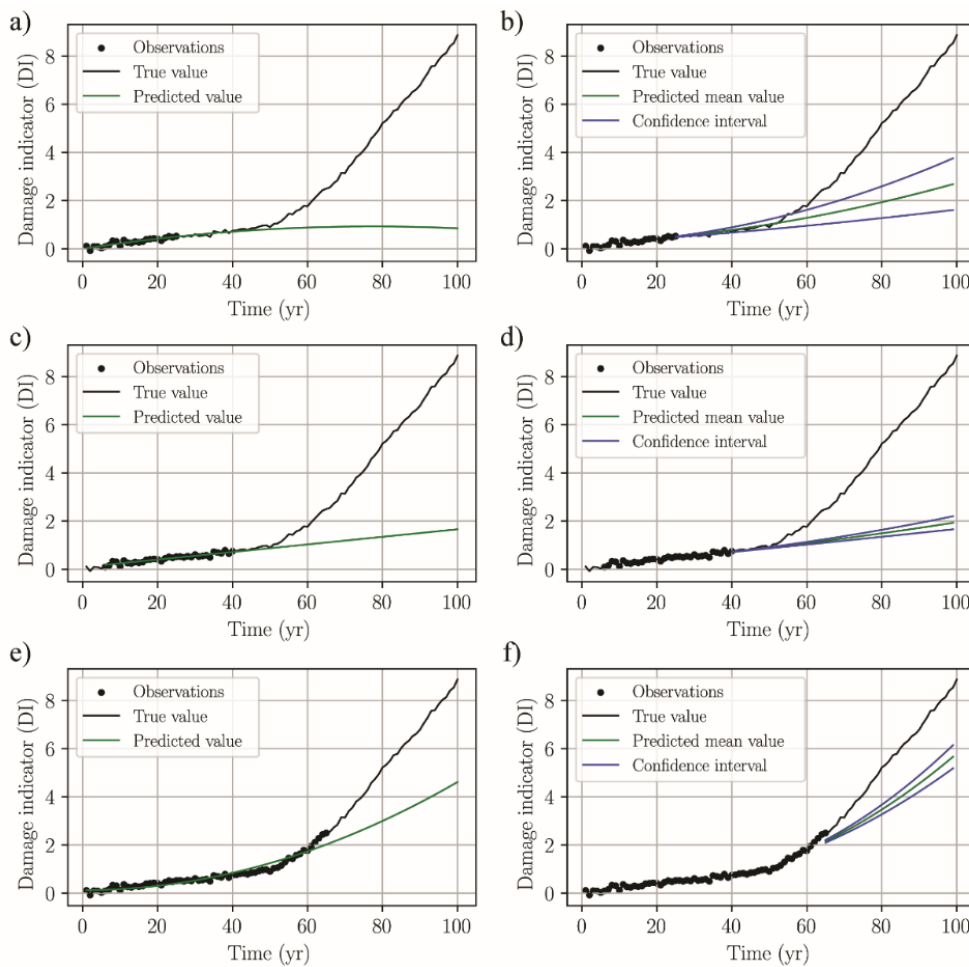 a)
Damage indicator (DI)
8
6
4
2
0
Observations
True value
Predicted value
0 20 40 60 80 100
Time (yr)
b)
Damage indicator (DI)
8
6
4
2
0
Observations
True value
Predicted mean value
Confidence interval
0 20 40 60 80 100
Time (yr)
c)
Damage indicator (DI)
8
6
4
2
0
Observations
True value
Predicted value
0 20 40 60 80 100
Time (yr)
d)
Damage indicator (DI)
8
6
4
2
0
Observations
True value
Predicted mean value
Confidence interval
0 20 40 60 80 100
Time (yr)
e)
Damage indicator (DI)
8
6
4
2
0
Observations
True value
Predicted value
0 20 40 60 80 100
Time (yr)
f)
Damage indicator (DI)
8
6
4
2
0
Observations
True value
Predicted mean value
Confidence interval
0 20 40 60 80 100
Time (yr)